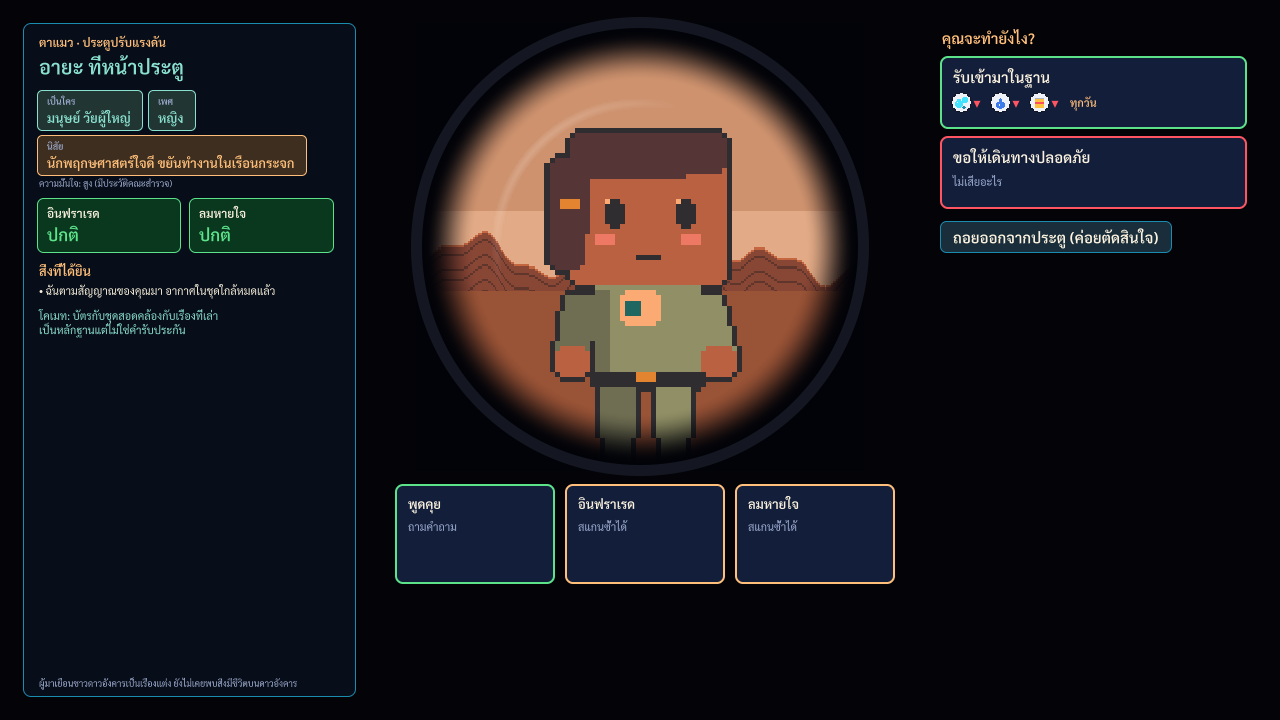 ตาแมว · ประตูปรับแรงดัน
อายะ ที่หน้าประตู
เป็นใคร
มนุษย์ วัยผู้ใหญ่
เพศ
หญิง
นิสัย
นักพฤกษศาสตร์ใจดี ขยันทำงานในเรือนกระจก
ความมั่นใจ: สูง (มีประวัติคณะสำรวจ)
อินฟราเรด
ปกติ
ลมหายใจ
ปกติ
สิ่งที่ได้ยิน
• ฉันตามสัญญาณของคุณมา อากาศในชุดใกล้หมดแล้ว
โคเมท: บัตรกับชุดสอดคล้องกับเรื่องที่เล่า
เป็นหลักฐานแต่ไม่ใช่คำรับประกัน
ผู้มาเยือนชาวดาวอังคารเป็นเรื่องแต่ง ยังไม่เคยพบสิ่งมีชีวิตบนดาวอังคาร
พูดคุย
ถามคำถาม
อินฟราเรด
สแกนซ้ำได้
ลมหายใจ
สแกนซ้ำได้
คุณจะทำยังไง?
รับเข้ามาในฐาน
ทุกวัน
ขอให้เดินทางปลอดภัย
ไม่เสียอะไร
ถอยออกจากประตู (ค่อยตัดสินใจ)